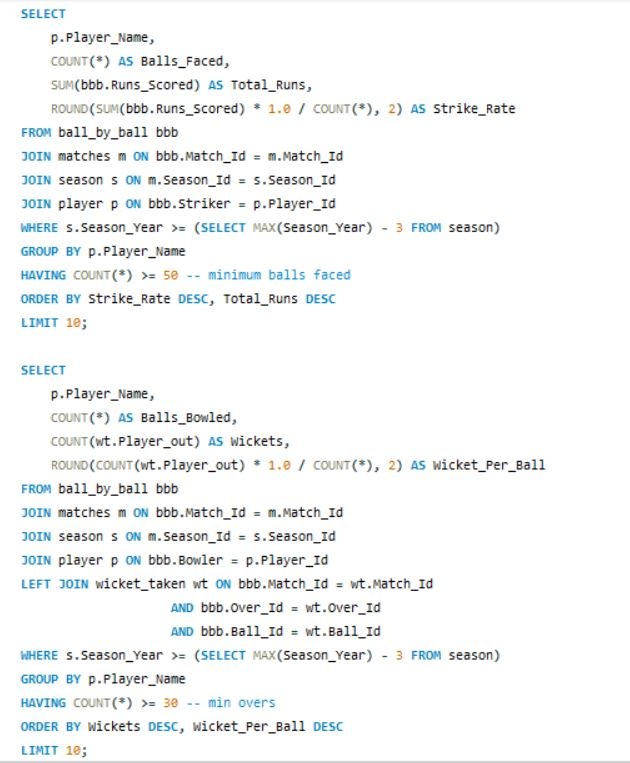 SELECT
    p.Player_Name,
    COUNT(*) AS Balls_Faced,
    SUM(bbb.Runs_Scored) AS Total_Runs,
    ROUND(SUM(bbb.Runs_Scored) * 1.0 / COUNT(*), 2) AS Strike_Rate
FROM ball_by_ball bbb
JOIN matches m ON bbb.Match_Id = m.Match_Id
JOIN season s ON m.Season_Id = s.Season_Id
JOIN player p ON bbb.Striker = p.Player_Id
WHERE s.Season_Year >= (SELECT MAX(Season_Year) - 3 FROM season)
GROUP BY p.Player_Name
HAVING COUNT(*) >= 50 -- minimum balls faced
ORDER BY Strike_Rate DESC, Total_Runs DESC
LIMIT 10;

SELECT
    p.Player_Name,
    COUNT(*) AS Balls_Bowled,
    COUNT(wt.Player_out) AS Wickets,
    ROUND(COUNT(wt.Player_out) * 1.0 / COUNT(*), 2) AS Wicket_Per_Ball
FROM ball_by_ball bbb
JOIN matches m ON bbb.Match_Id = m.Match_Id
JOIN season s ON m.Season_Id = s.Season_Id
JOIN player p ON bbb.Bowler = p.Player_Id
LEFT JOIN wicket_taken wt ON bbb.Match_Id = wt.Match_Id
                    AND bbb.Over_Id = wt.Over_Id
                    AND bbb.Ball_Id = wt.Ball_Id
WHERE s.Season_Year >= (SELECT MAX(Season_Year) - 3 FROM season)
GROUP BY p.Player_Name
HAVING COUNT(*) >= 30 -- min overs
ORDER BY Wickets DESC, Wicket_Per_Ball DESC
LIMIT 10;